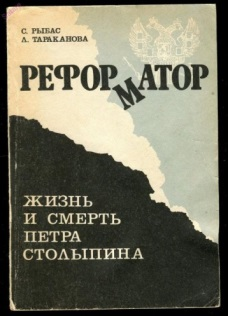 С. РЫБАС
Л. ТАРАКАНОВА
РЕФОРМАТОР
ЖИЗНЬ
И СМЕРТЬ
ПЕТРА
СТОЛЫПИНА